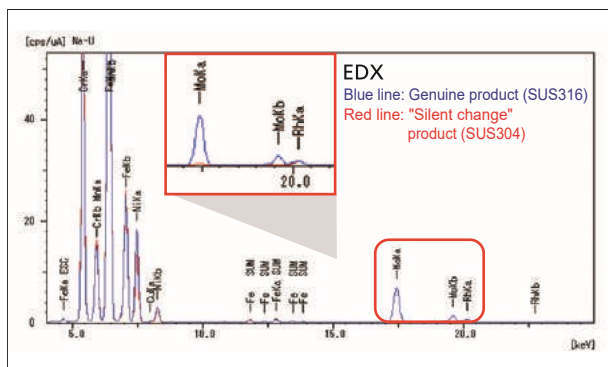 [cps/uA] Na-U
EDX
Blue line: Genuine product (SUS316)
Red line: "Silent change"
product (SUS304)
MoKa
MoKb
RhKa
20.0
40
20
0
FeKa ESC
CrKa
CrKb MnKa
FeKb
NiKa
NiKb
Fe SUM
Fe SUM
FeKa SUM
Fe SUM
Fe SUM
MoKa
MoKb
RhKa
RhKb
5.0
10.0
15.0
20.0
[keV]